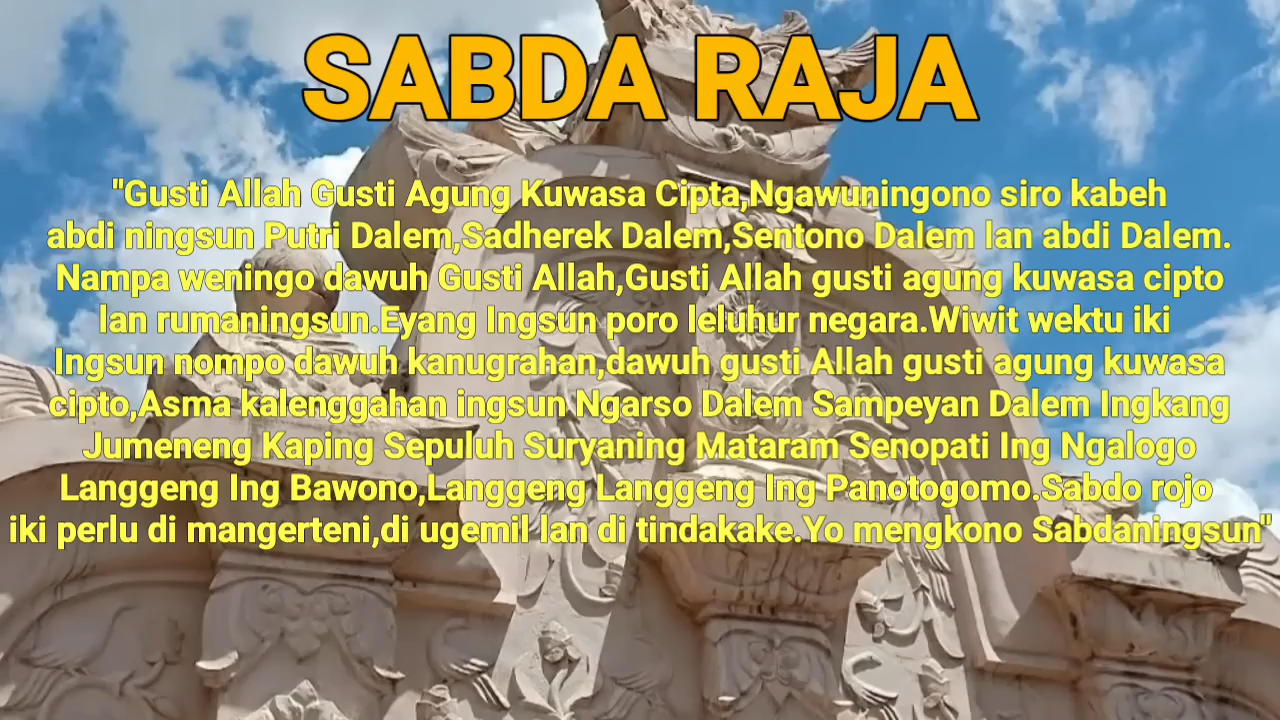 SABDA RAJA
"Gusti Allah Gusti Agung Kuwasa Cipta,Ngawuningono siro kabeh
abdi ningsun Putri Dalem,Sadherek Dalem,Sentono Dalem lan abdi Dalem.
Nampa weningo dawuh Gusti Allah,Gusti Allah gusti agung kuwasa cipto
lan rumaningsun.Eyang Ingsun poro leluhur negara.Wiwit wektu iki
Ingsun nompo dawuh kanugrahan,dawuh gusti Allah gusti agung kuwasa
cipto,Asma kalenggahan ingsun Ngarso Dalem Sampeyan Dalem Ingkang
Jumeneng Kaping Sepuluh Suryaning Mataram Senopati Ing Ngalogo
Langgeng Ing Bawono,Langgeng Langgeng Ing Panotogomo.Sabdo rojo
iki perlu di mangerteni,di ugemil lan di tindakake.Yo mengkono Sabdaningsun"